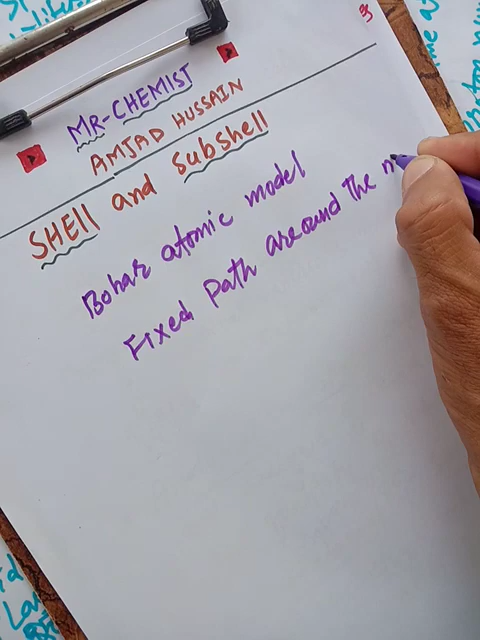 MR-CHEMIST
AMJAD HUSSAIN
SHELL and Subshell
Bohar atomic model
Fixed Path around the n